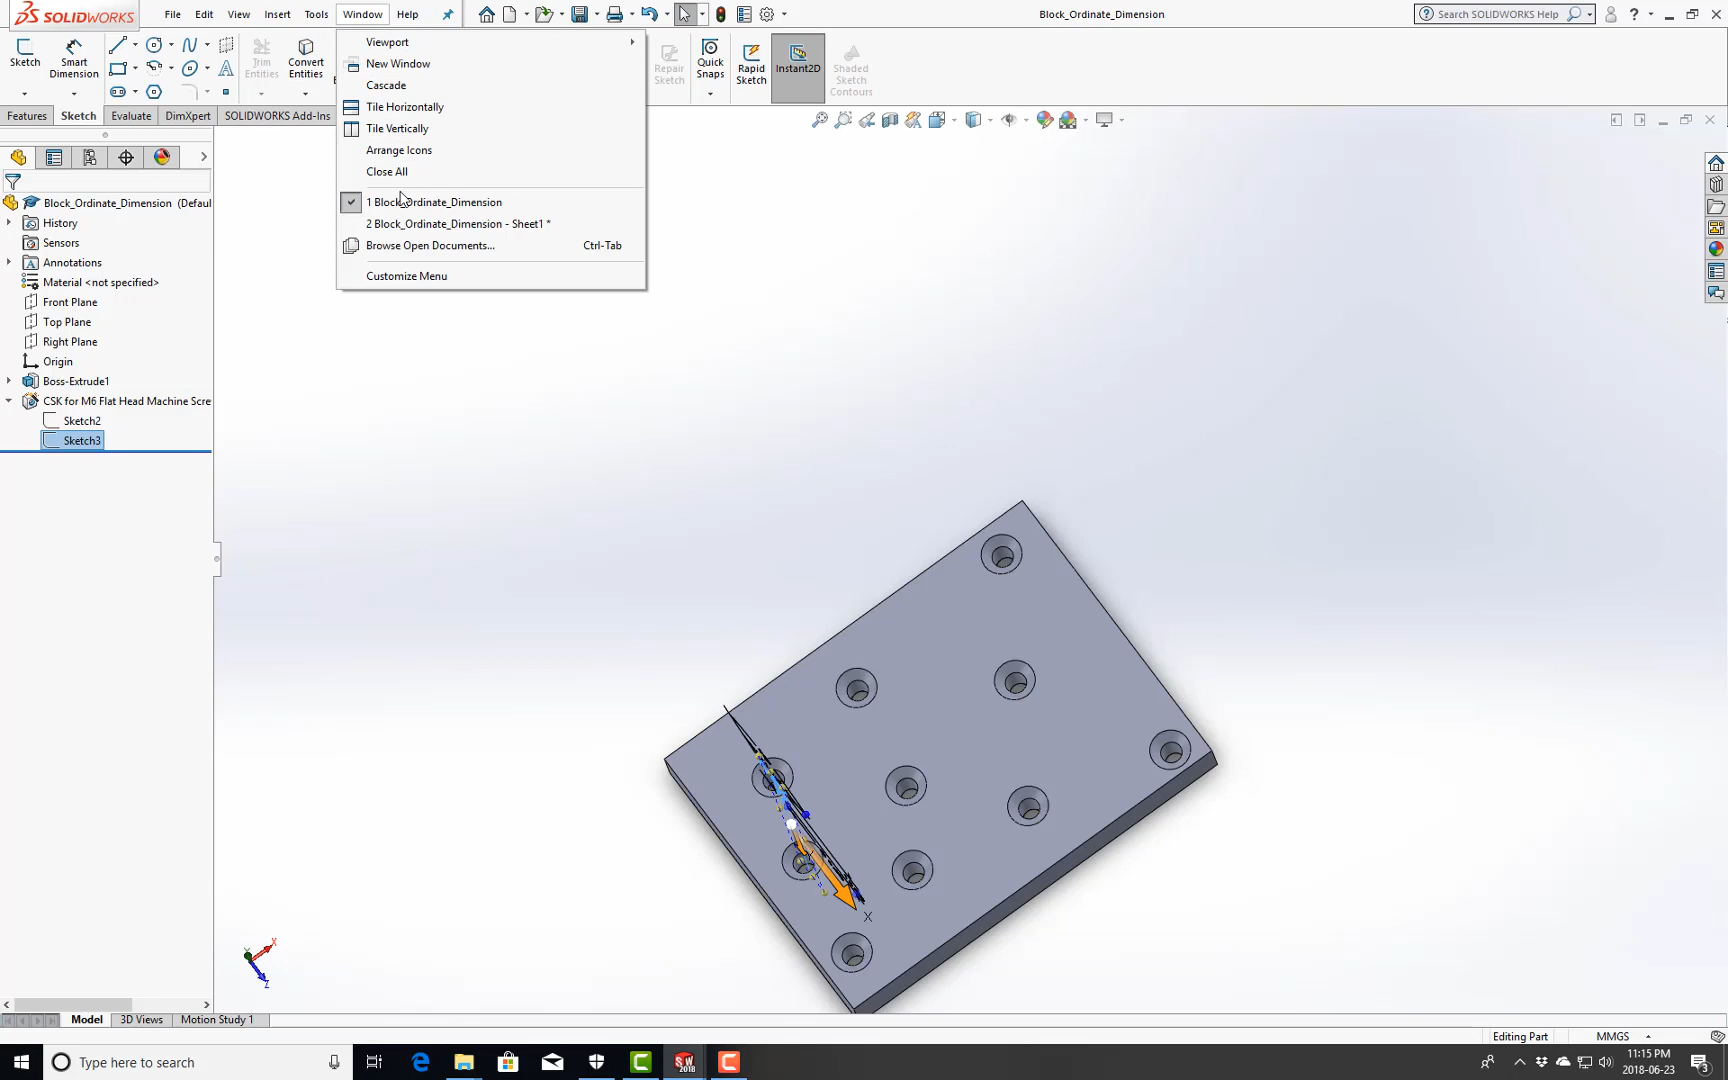 SOLIDWORKS
File Edit View Insert Tools Window Help
Block_Ordinate_Dimension
Search SOLIDWORKS Help
Sketch
Smart Dimension
Trim Entities
Convert Entities
Repair Sketch
Quick Snaps
Rapid Sketch
Instant2D
Shaded Sketch Contours
Features Sketch Evaluate DimXpert SOLIDWORKS Add-Ins
Viewport
New Window
Cascade
Tile Horizontally
Tile Vertically
Arrange Icons
Close All
1 Block_Ordinate_Dimension
2 Block_Ordinate_Dimension - Sheet1 *
Browse Open Documents... Ctrl-Tab
Customize Menu
Block_Ordinate_Dimension (Defaul
History
Sensors
Annotations
Material <not specified>
Front Plane
Top Plane
Right Plane
Origin
Boss-Extrude1
CSK for M6 Flat Head Machine Scre
Sketch2
Sketch3
X
Y
X
Z
Model 3D Views Motion Study 1
Editing Part MMGS
Type here to search
SW
2018
11:15 PM
2018-06-23
3